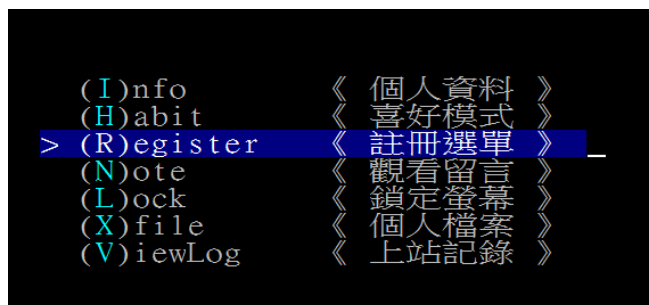 (I)nfo 《 個人資料 》
(H)abit 《 喜好模式 》
> (R)egister 《 註冊選單 》
(N)ote 《 觀看留言 》
(L)ock 《 鎖定螢幕 》
(X)file 《 個人檔案 》
(V)iewLog 《 上站記錄 》